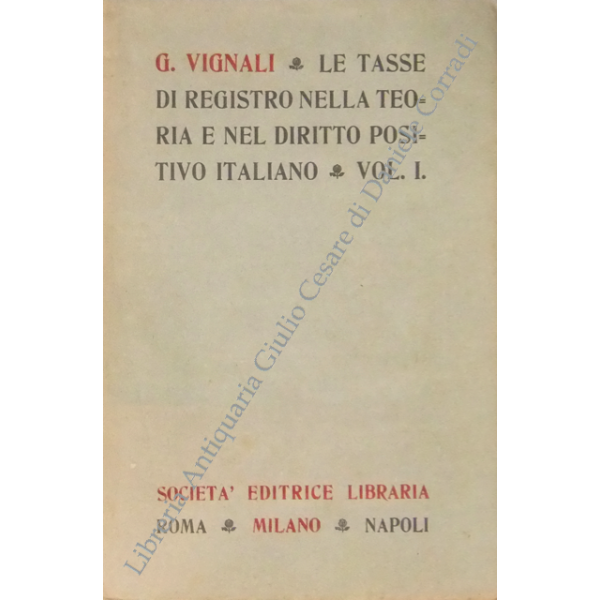 G. VIGNALI LE TASSE
DI REGISTRO NELLA TEO=
RIA E NEL DIRITTO POSI=
TIVO ITALIANO VOL. I.
SOCIETA' EDITRICE LIBRARIA
ROMA MILANO NAPOLI
Libreria Antiquaria Giulio Cesare di Daniele Corradi